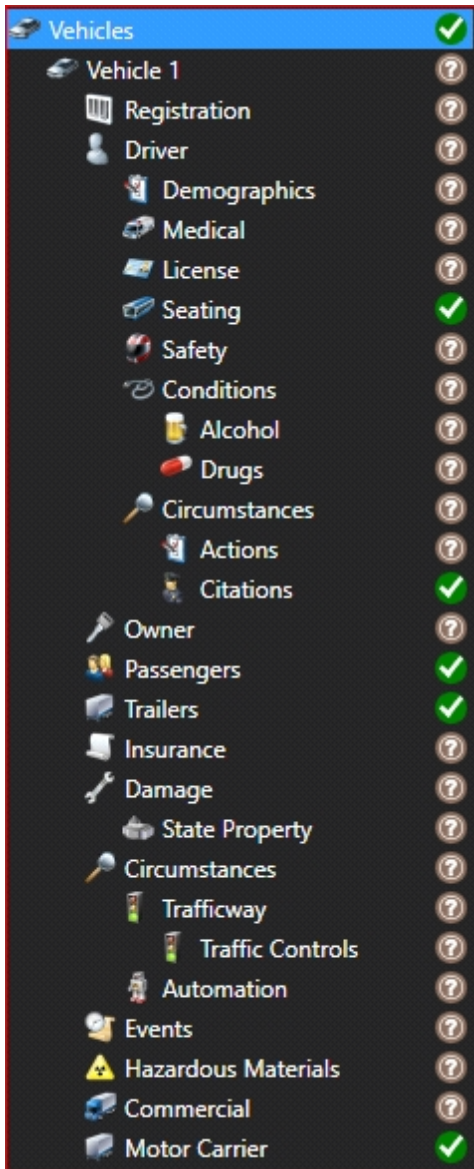 Vehicles
Vehicle 1
Registration
Driver
Demographics
Medical
License
Seating
Safety
Conditions
Alcohol
Drugs
Circumstances
Actions
Citations
Owner
Passengers
Trailers
Insurance
Damage
State Property
Circumstances
Trafficway
Traffic Controls
Automation
Events
Hazardous Materials
Commercial
Motor Carrier